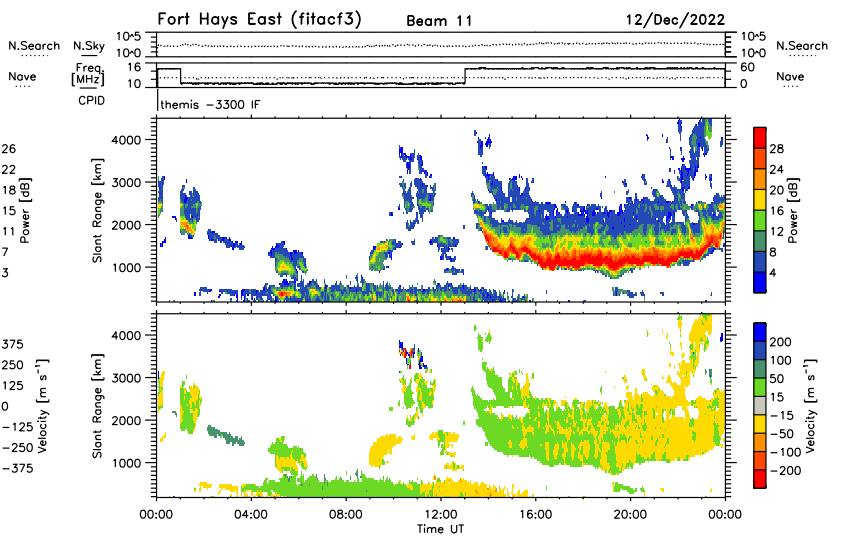 Fort Hays East (fitacf3) Beam 11 12/Dec/2022
N.Search N.Sky 10^5 10^5 N.Search
10^0 10^0
Nave Freq. [MHz] 16 60 Nave
10 0
CPID themis -3300 IF
Power [dB] 26 22 18 15 11 7 3
Slant Range [km] 4000 3000 2000 1000
Power [dB] 28 24 20 16 12 8 4
Velocity [m s⁻¹] 375 250 125 0 -125 -250 -375
Slant Range [km] 4000 3000 2000 1000
Velocity [m s⁻¹] 200 100 50 15 -15 -50 -100 -200
00:00 04:00 08:00 12:00 16:00 20:00 00:00
Time UT